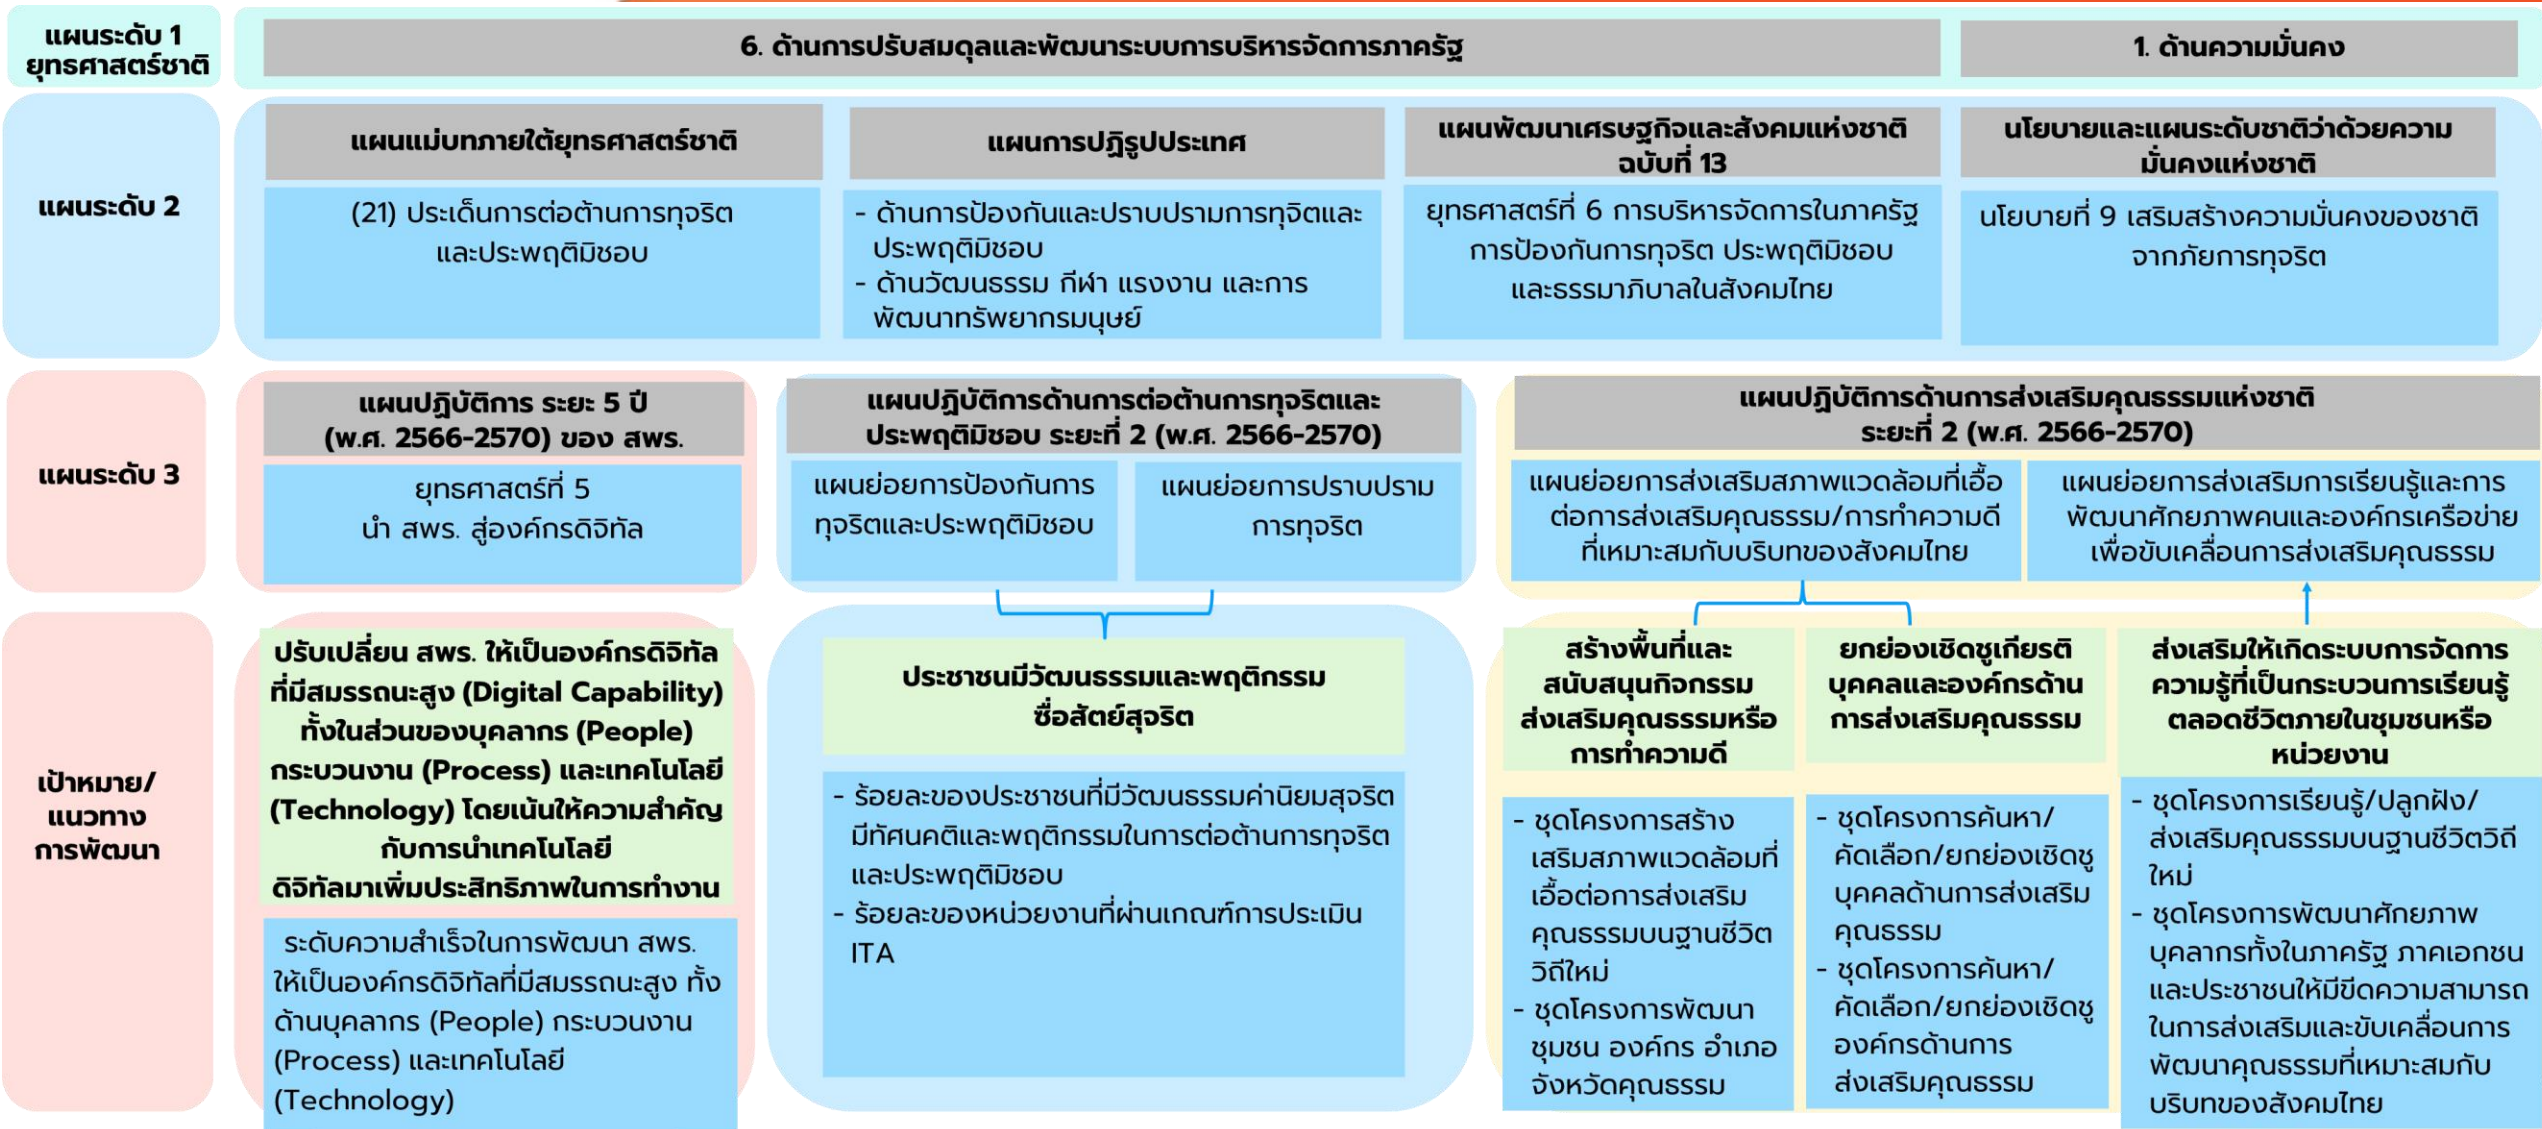 แผนระดับ 1
ยุทธศาสตร์ชาติ
6. ด้านการปรับสมดุลและพัฒนาระบบการบริหารจัดการภาครัฐ
1. ด้านความมั่นคง
แผนระดับ 2
แผนแม่บทภายใต้ยุทธศาสตร์ชาติ
(21) ประเด็นการต่อต้านการทุจริต
และประพฤติมิชอบ
แผนการปฏิรูปประเทศ
- ด้านการป้องกันและปราบปรามการทุจิตและ
ประพฤติมิชอบ
- ด้านวัฒนธรรม กีฬา แรงงาน และการ
พัฒนาทรัพยากรมนุษย์
แผนพัฒนาเศรษฐกิจและสังคมแห่งชาติ
ฉบับที่ 13
ยุทธศาสตร์ที่ 6 การบริหารจัดการในภาครัฐ
การป้องกันการทุจริต ประพฤติมิชอบ
และธรรมาภิบาลในสังคมไทย
นโยบายและแผนระดับชาติว่าด้วยความ
มั่นคงแห่งชาติ
นโยบายที่ 9 เสริมสร้างความมั่นคงของชาติ
จากภัยการทุจริต
แผนระดับ 3
แผนปฏิบัติการ ระยะ 5 ปี
(พ.ศ. 2566-2570) ของ สพร.
ยุทธศาสตร์ที่ 5
นำ สพร. สู่องค์กรดิจิทัล
แผนปฏิบัติการด้านการต่อต้านการทุจริตและ
ประพฤติมิชอบ ระยะที่ 2 (พ.ศ. 2566-2570)
แผนย่อยการป้องกันการ
ทุจริตและประพฤติมิชอบ
แผนย่อยการปราบปราม
การทุจริต
แผนปฏิบัติการด้านการส่งเสริมคุณธรรมแห่งชาติ
ระยะที่ 2 (พ.ศ. 2566-2570)
แผนย่อยการส่งเสริมสภาพแวดล้อมที่เอื้อ
ต่อการส่งเสริมคุณธรรม/การทำความดี
ที่เหมาะสมกับบริบทของสังคมไทย
แผนย่อยการส่งเสริมการเรียนรู้และการ
พัฒนาศักยภาพคนและองค์กรเครือข่าย
เพื่อขับเคลื่อนการส่งเสริมคุณธรรม
เป้าหมาย/
แนวทาง
การพัฒนา
ปรับเปลี่ยน สพร. ให้เป็นองค์กรดิจิทัล
ที่มีสมรรถนะสูง (Digital Capability)
ทั้งในส่วนของบุคลากร (People)
กระบวนงาน (Process) และเทคโนโลยี
(Technology) โดยเน้นให้ความสำคัญ
กับการนำเทคโนโลยี
ดิจิทัลมาเพิ่มประสิทธิภาพในการทำงาน
ระดับความสำเร็จในการพัฒนา สพร.
ให้เป็นองค์กรดิจิทัลที่มีสมรรถนะสูง ทั้ง
ด้านบุคลากร (People) กระบวนงาน
(Process) และเทคโนโลยี
(Technology)
ประชาชนมีวัฒนธรรมและพฤติกรรม
ซื่อสัตย์สุจริต
- ร้อยละของประชาชนที่มีวัฒนธรรมค่านิยมสุจริต
มีทัศนคติและพฤติกรรมในการต่อต้านการทุจริต
และประพฤติมิชอบ
- ร้อยละของหน่วยงานที่ผ่านเกณฑ์การประเมิน
ITA
สร้างพื้นที่และ
สนับสนุนกิจกรรม
ส่งเสริมคุณธรรมหรือ
การทำความดี
- ชุดโครงการสร้าง
เสริมสภาพแวดล้อมที่
เอื้อต่อการส่งเสริม
คุณธรรมบนฐานชีวิต
วิถีใหม่
- ชุดโครงการพัฒนา
ชุมชน องค์กร อำเภอ
จังหวัดคุณธรรม
ยกย่องเชิดชูเกียรติ
บุคคลและองค์กรด้าน
การส่งเสริมคุณธรรม
- ชุดโครงการค้นหา/
คัดเลือก/ยกย่องเชิดชู
บุคคลด้านการส่งเสริม
คุณธรรม
- ชุดโครงการค้นหา/
คัดเลือก/ยกย่องเชิดชู
องค์กรด้านการ
ส่งเสริมคุณธรรม
ส่งเสริมให้เกิดระบบการจัดการ
ความรู้ที่เป็นกระบวนการเรียนรู้
ตลอดชีวิตภายในชุมชนหรือ
หน่วยงาน
- ชุดโครงการเรียนรู้/ปลูกฝัง/
ส่งเสริมคุณธรรมบนฐานชีวิตวิถี
ใหม่
- ชุดโครงการพัฒนาศักยภาพ
บุคลากรทั้งในภาครัฐ ภาคเอกชน
และประชาชนให้มีขีดความสามารถ
ในการส่งเสริมและขับเคลื่อนการ
พัฒนาคุณธรรมที่เหมาะสมกับ
บริบทของสังคมไทย